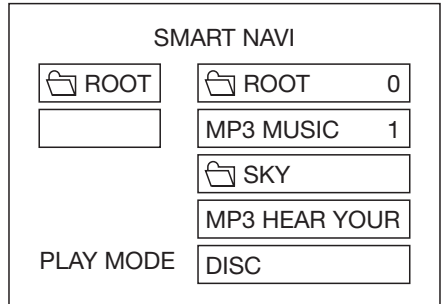 SMART NAVI
ROOT ROOT 0
MP3 MUSIC 1
SKY
MP3 HEAR YOUR
PLAY MODE DISC